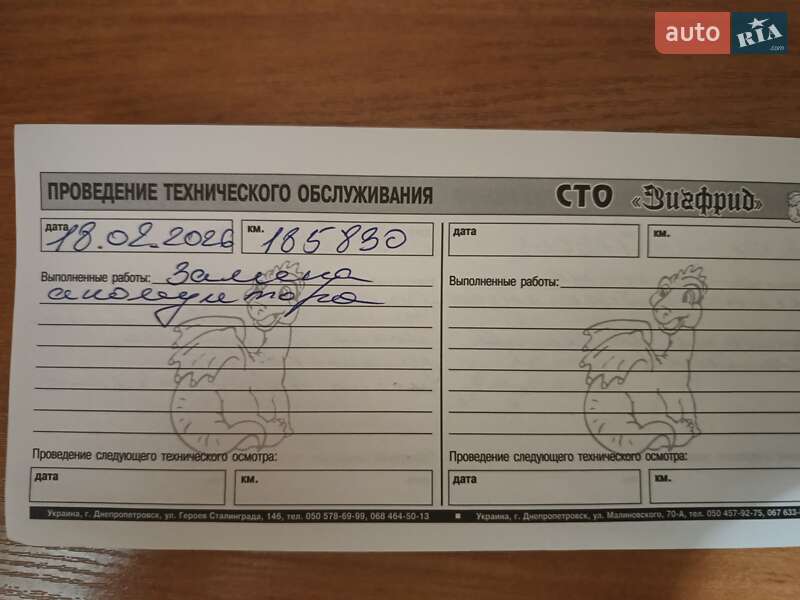 auto RIA .com
ПРОВЕДЕНИЕ ТЕХНИЧЕСКОГО ОБСЛУЖИВАНИЯ СТО «Зигфрид»
дата 18.02.2026 км. 185830 дата км.
Выполненные работы: Замена Выполненные работы:
Проведение следующего технического осмотра: Проведение следующего технического осмотра:
дата км. дата км.
Украина, г. Днепропетровск, ул. Героев Сталинграда, 146, тел. 050 578-69-99, 068 464-50-13 ■ Украина, г. Днепропетровск, ул. Малиновского, 70-А, тел. 050 457-92-75, 067 633-